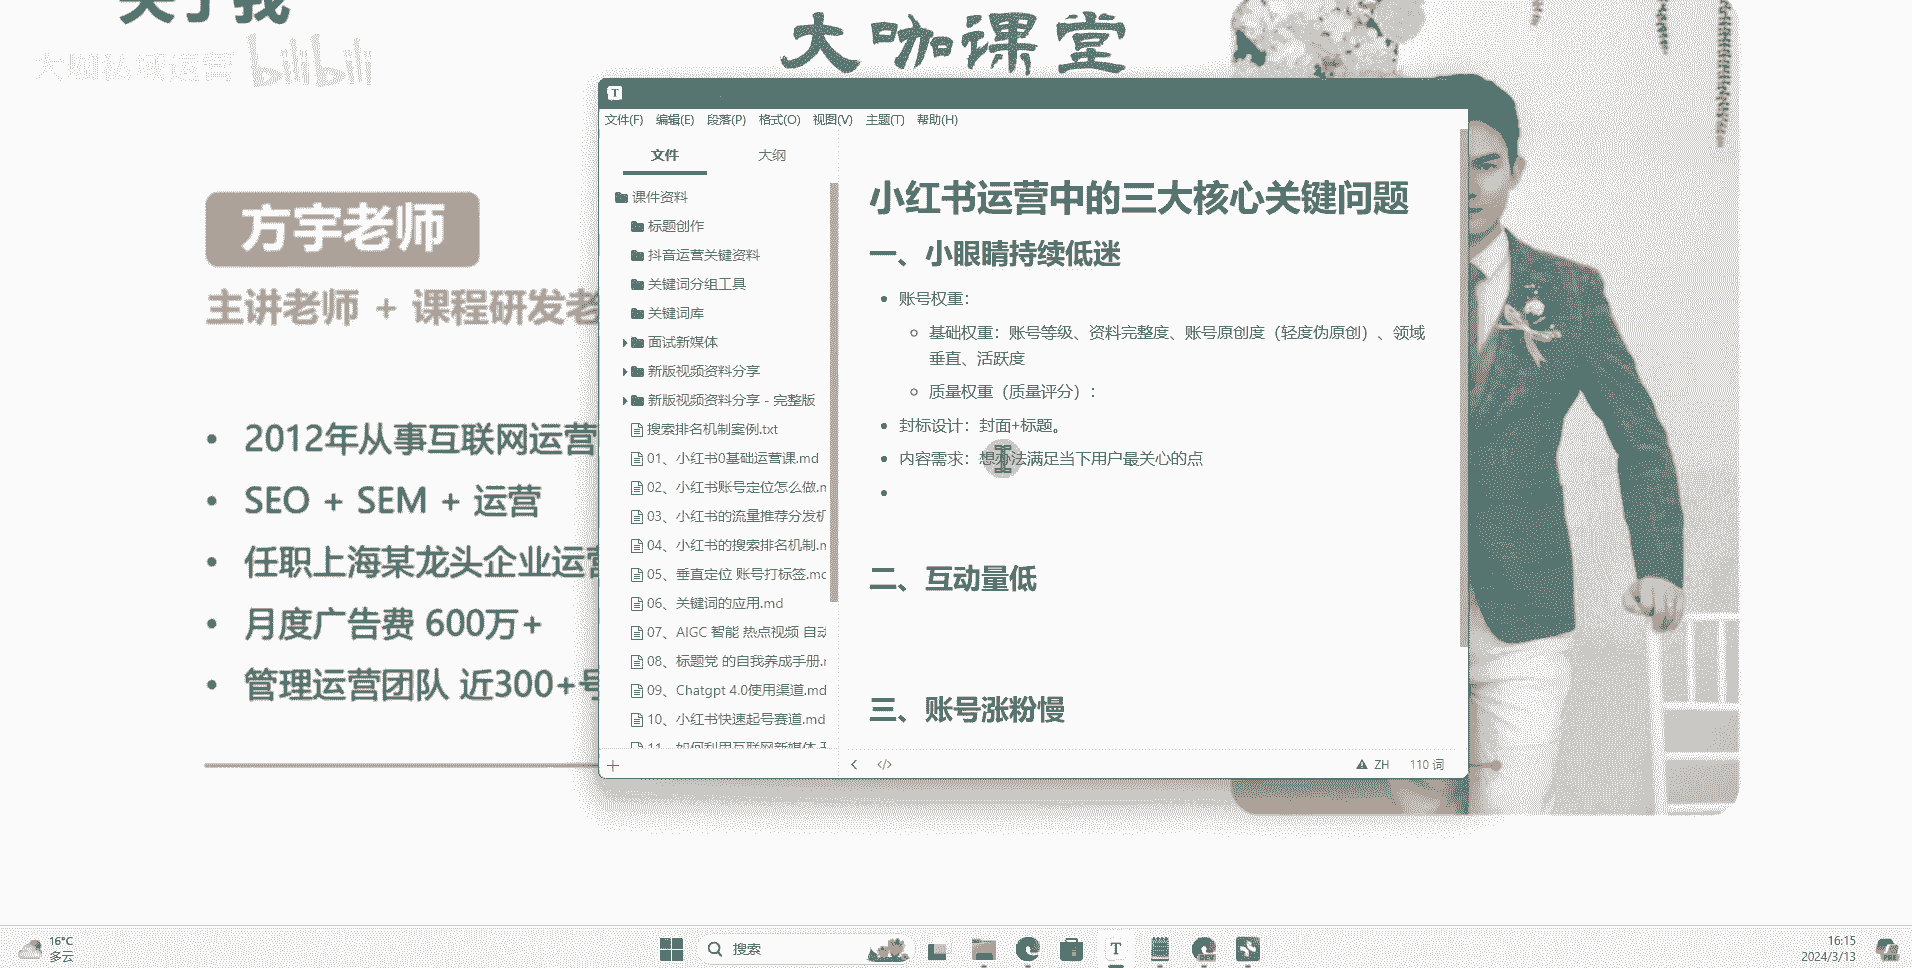 关于我
大咖私域运营 bilibili
大咖课堂
方宇老师
主讲老师 + 课程研发老
2012年从事互联网运营
SEO + SEM + 运营
任职上海某龙头企业运营
月度广告费 600万+
管理运营团队 近300+号
T
文件(F) 编辑(E) 段落(P) 格式(O) 视图(V) 主题(T) 帮助(H)
文件 大纲
课件资料
标题创作
抖音运营关键资料
关键词分组工具
关键词库
面试新媒体
新版视频资料分享
新版视频资料分享 - 完整版
搜索排名机制案例.txt
01、小红书0基础运营课.md
02、小红书账号定位怎么做.m
03、小红书的流量推荐分发机
04、小红书的搜索排名机制.m
05、垂直定位 账号打标签.md
06、关键词的应用.md
07、AIGC 智能 热点视频 自动
08、标题党 的自我养成手册.m
09、Chatgpt 4.0使用渠道.md
10、小红书快速起号赛道.md
11、如何利用互联网新媒体
小红书运营中的三大核心关键问题
一、小眼睛持续低迷
账号权重：
基础权重：账号等级、资料完整度、账号原创度（轻度伪原创）、领域
垂直、活跃度
质量权重（质量评分）：
封标设计：封面+标题。
内容需求：想办法满足当下用户最关心的点
二、互动量低
三、账号涨粉慢
ZH 110 词
16°C
多云
搜索
T
DEV
16:15
2024/3/13
PRE